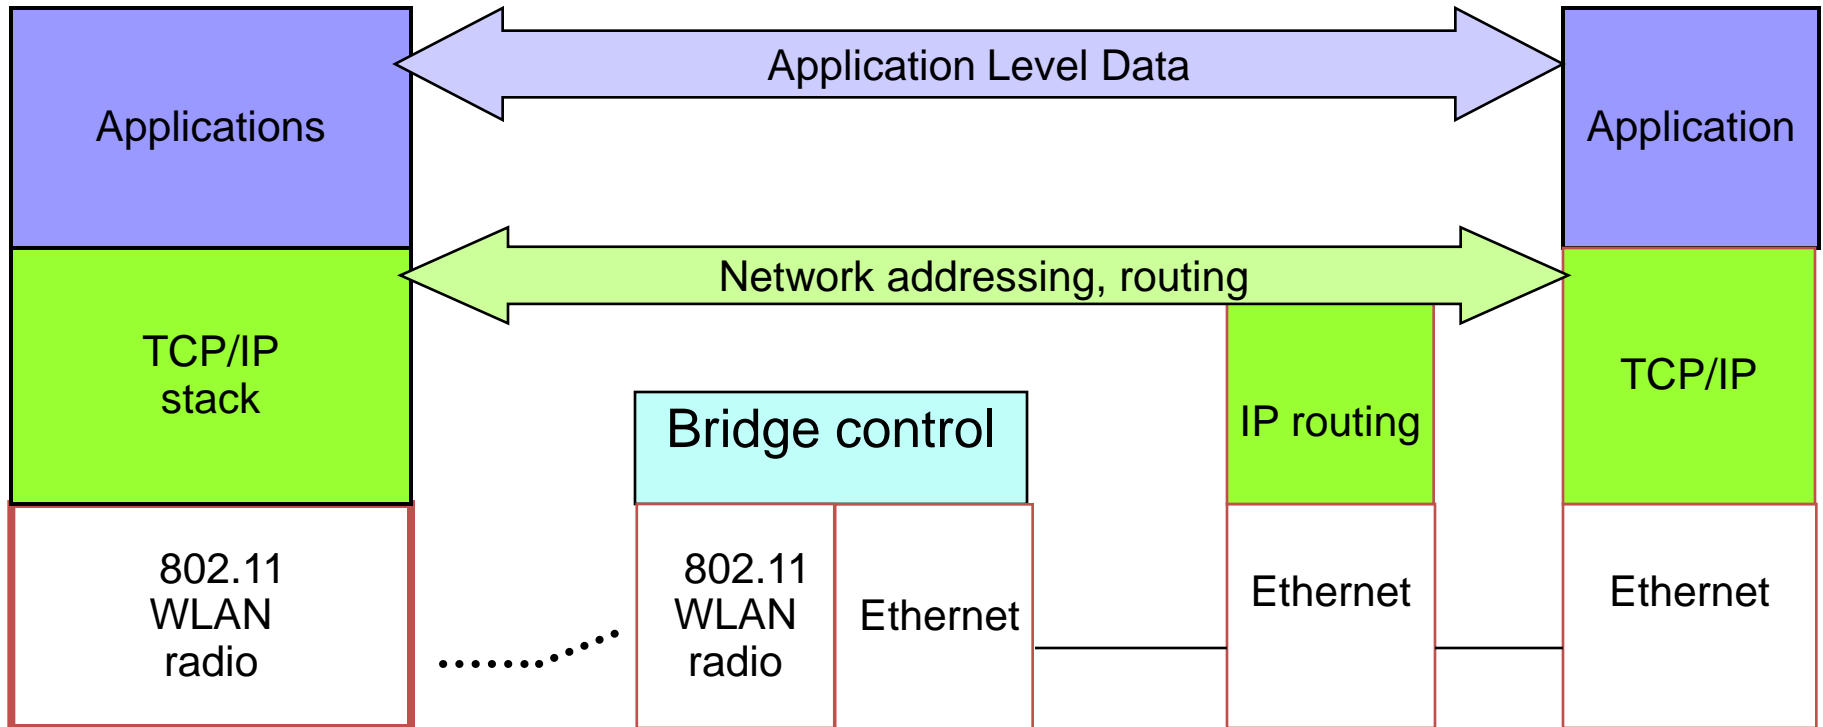 Application Level Data
Applications
Application
Network addressing, routing
TCP/IP
stack
TCP/IP
Bridge control
IP routing
802.11
WLAN
radio
802.11
WLAN
radio
Ethernet
Ethernet
Ethernet